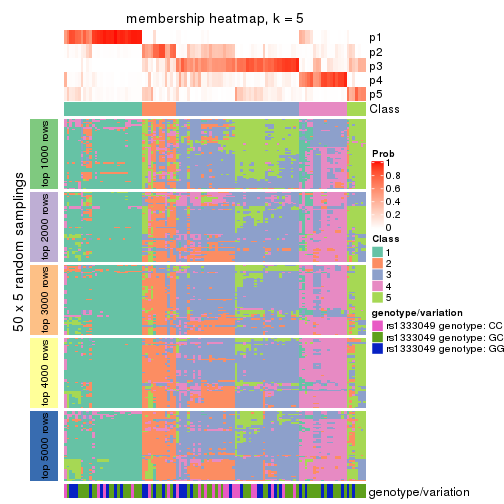 membership heatmap, k = 5
p1
p2
p3
p4
p5
Class
50 x 5 random samplings
top 1000 rows
top 2000 rows
top 3000 rows
top 4000 rows
top 5000 rows
Prob
1
0.8
0.6
0.4
0.2
0
Class
1
2
3
4
5
genotype/variation
rs1333049 genotype: CC
rs1333049 genotype: GC
rs1333049 genotype: GG
genotype/variation